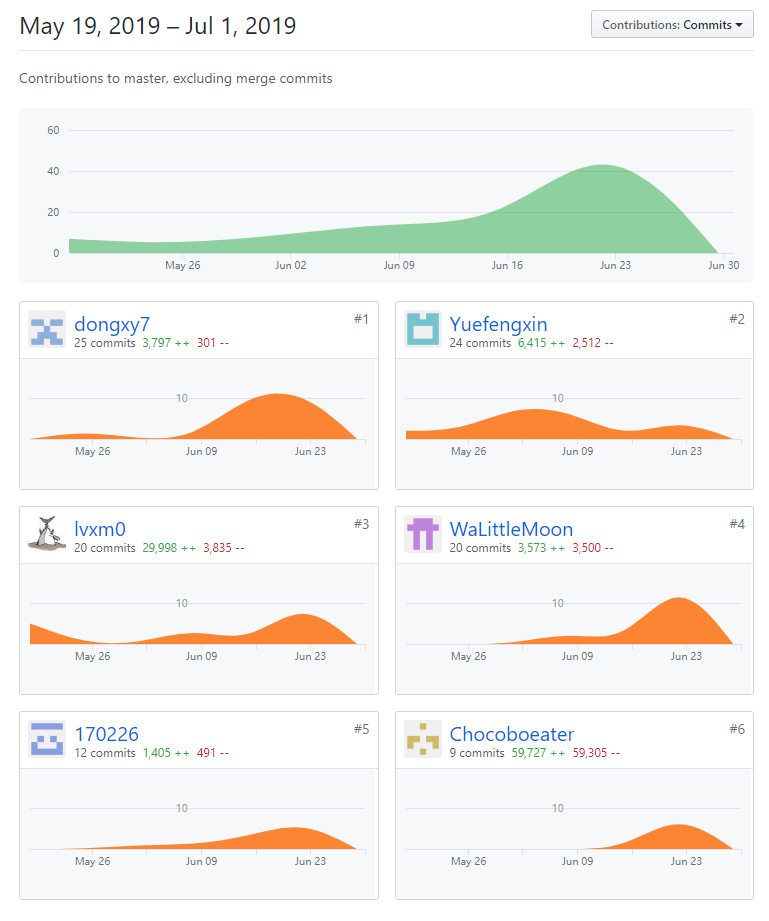 May 19, 2019 – Jul 1, 2019
Contributions: Commits
Contributions to master, excluding merge commits
60
40
20
0
May 26 Jun 02 Jun 09 Jun 16 Jun 23 Jun 30
dongxy7 #1
25 commits 3,797 ++ 301 --
10
May 26 Jun 09 Jun 23
Yuefengxin #2
24 commits 6,415 ++ 2,512 --
10
May 26 Jun 09 Jun 23
lvxm0 #3
20 commits 29,998 ++ 3,835 --
10
May 26 Jun 09 Jun 23
WaLittleMoon #4
20 commits 3,573 ++ 3,500 --
10
May 26 Jun 09 Jun 23
170226 #5
12 commits 1,405 ++ 491 --
10
May 26 Jun 09 Jun 23
Chocoboeater #6
9 commits 59,727 ++ 59,305 --
10
May 26 Jun 09 Jun 23